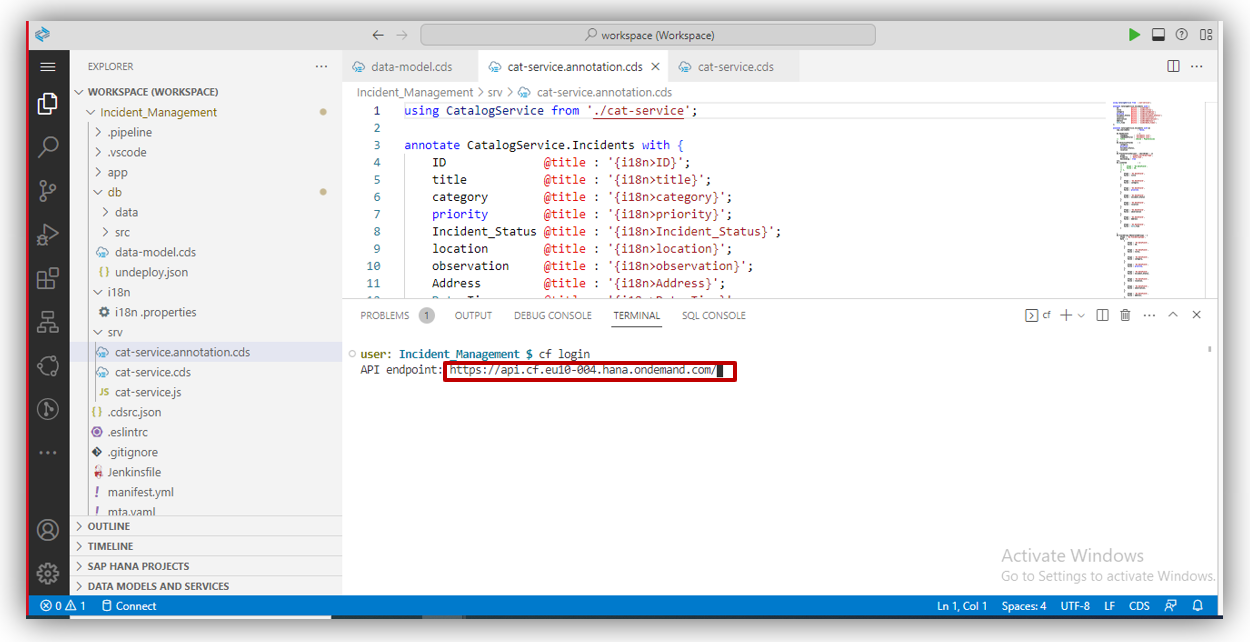 workspace (Workspace)
EXPLORER
WORKSPACE (WORKSPACE)
Incident_Management
.pipeline
.vscode
app
db
data
src
data-model.cds
{} undeploy.json
i18n
i18n .properties
srv
cat-service.annotation.cds
cat-service.cds
JS cat-service.js
{} .cdsrc.json
.eslintrc
.gitignore
Jenkinsfile
! manifest.yml
! mta.yaml
OUTLINE
TIMELINE
SAP HANA PROJECTS
DATA MODELS AND SERVICES
data-model.cds
cat-service.annotation.cds
cat-service.cds
Incident_Management > srv > cat-service.annotation.cds
1 using CatalogService from './cat-service';
2
3 annotate CatalogService.Incidents with {
4 ID @title : '{i18n>ID}';
5 title @title : '{i18n>title}';
6 category @title : '{i18n>category}';
7 priority @title : '{i18n>priority}';
8 Incident_Status @title : '{i18n>Incident_Status}';
9 location @title : '{i18n>location}';
10 observation @title : '{i18n>observation}';
11 Address @title : '{i18n>Address}';
PROBLEMS 1 OUTPUT DEBUG CONSOLE TERMINAL SQL CONSOLE
cf
user: Incident_Management $ cf login
API endpoint: https://api.cf.eu10-004.hana.ondemand.com/
Activate Windows
Go to Settings to activate Windows.
0 1 Connect
Ln 1, Col 1 Spaces: 4 UTF-8 LF CDS